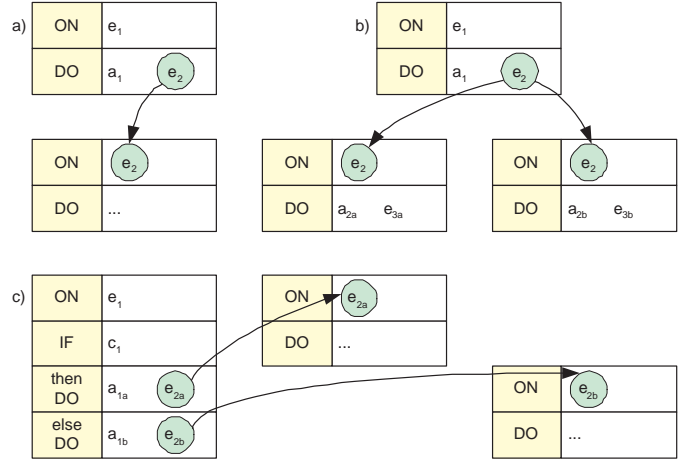 a) ON e₁
DO a₁ e₂
ON e₂
DO ...
b) ON e₁
DO a₁ e₂
ON e₂
DO a₂ₐ e₃ₐ
ON e₂
DO a₂b e₃b
c) ON e₁
IF c₁
then
DO a₁ₐ e₂ₐ
else
DO a₁b e₂b
ON e₂ₐ
DO ...
ON e₂b
DO ...